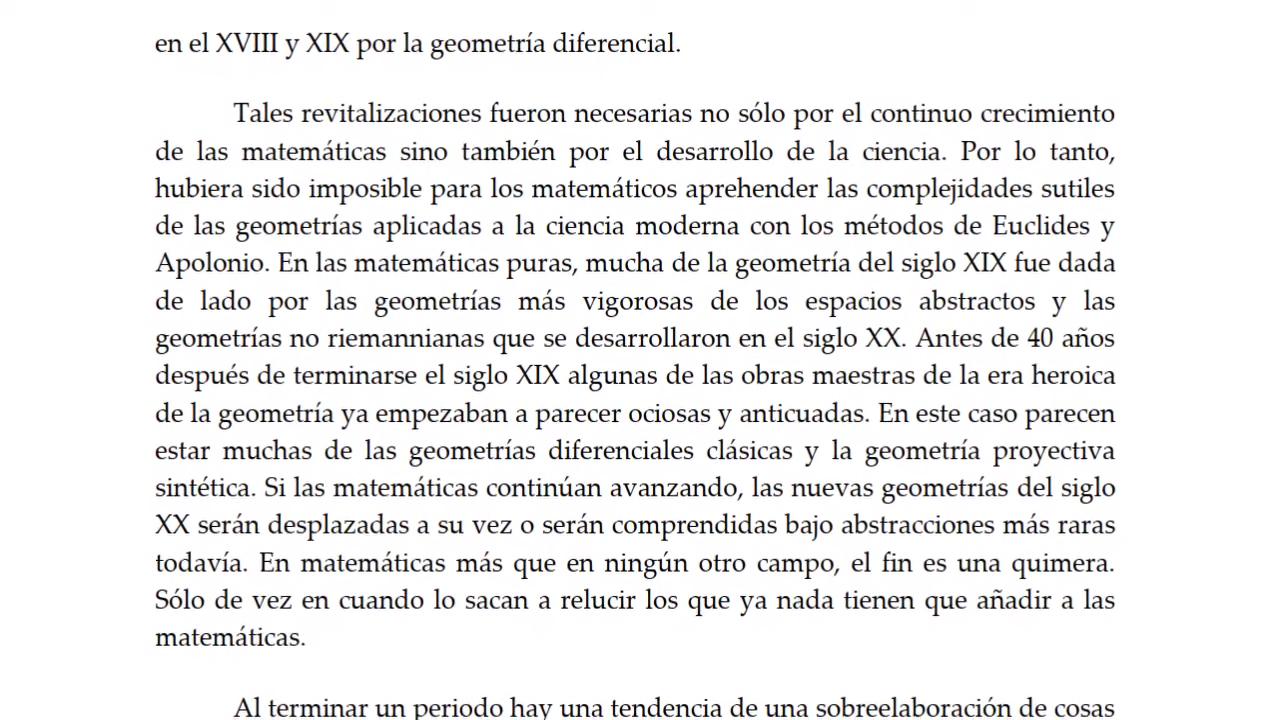 en el XVIII y XIX por la geometría diferencial.
Tales revitalizaciones fueron necesarias no sólo por el continuo crecimiento
de las matemáticas sino también por el desarrollo de la ciencia. Por lo tanto,
hubiera sido imposible para los matemáticos aprehender las complejidades sutiles
de las geometrías aplicadas a la ciencia moderna con los métodos de Euclides y
Apolonio. En las matemáticas puras, mucha de la geometría del siglo XIX fue dada
de lado por las geometrías más vigorosas de los espacios abstractos y las
geometrías no riemannianas que se desarrollaron en el siglo XX. Antes de 40 años
después de terminarse el siglo XIX algunas de las obras maestras de la era heroica
de la geometría ya empezaban a parecer ociosas y anticuadas. En este caso parecen
estar muchas de las geometrías diferenciales clásicas y la geometría proyectiva
sintética. Si las matemáticas continúan avanzando, las nuevas geometrías del siglo
XX serán desplazadas a su vez o serán comprendidas bajo abstracciones más raras
todavía. En matemáticas más que en ningún otro campo, el fin es una quimera.
Sólo de vez en cuando lo sacan a relucir los que ya nada tienen que añadir a las
matemáticas.
Al terminar un periodo hay una tendencia de una sobreelaboración de cosas